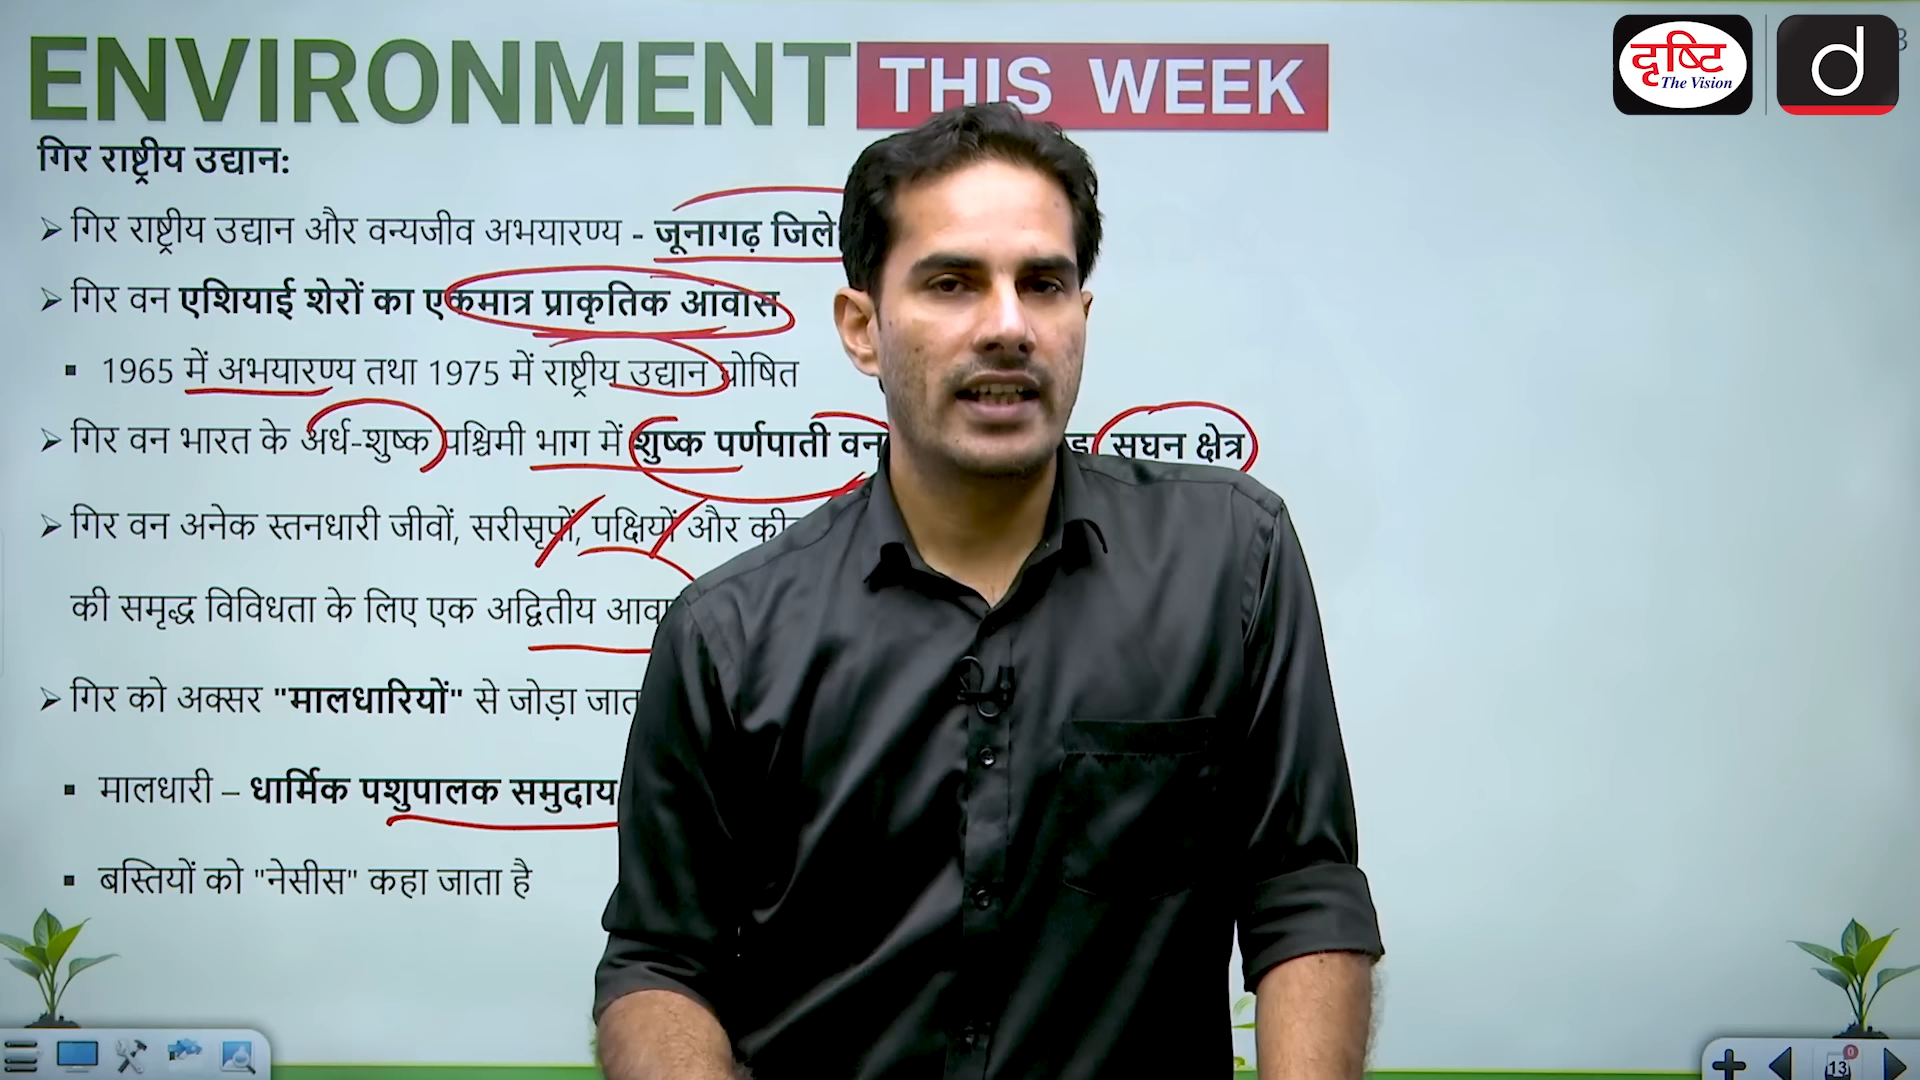 ENVIRONMENT THIS WEEK
दृष्टि
The Vision
d
गिर राष्ट्रीय उद्यान:
गिर राष्ट्रीय उद्यान और वन्यजीव अभयारण्य - जूनागढ़ जिले
गिर वन एशियाई शेरों का एकमात्र प्राकृतिक आवास
1965 में अभयारण्य तथा 1975 में राष्ट्रीय उद्यान घोषित
गिर वन भारत के अर्ध-शुष्क पश्चिमी भाग में शुष्क पर्णपाती वन सघन क्षेत्र
गिर वन अनेक स्तनधारी जीवों, सरीसृपों, पक्षियों और
की समृद्ध विविधता के लिए एक अद्वितीय
गिर को अक्सर "मालधारियों" से जोड़ा
मालधारी – धार्मिक पशुपालक समुदाय
बस्तियों को "नेसीस" कहा जाता है
13
0